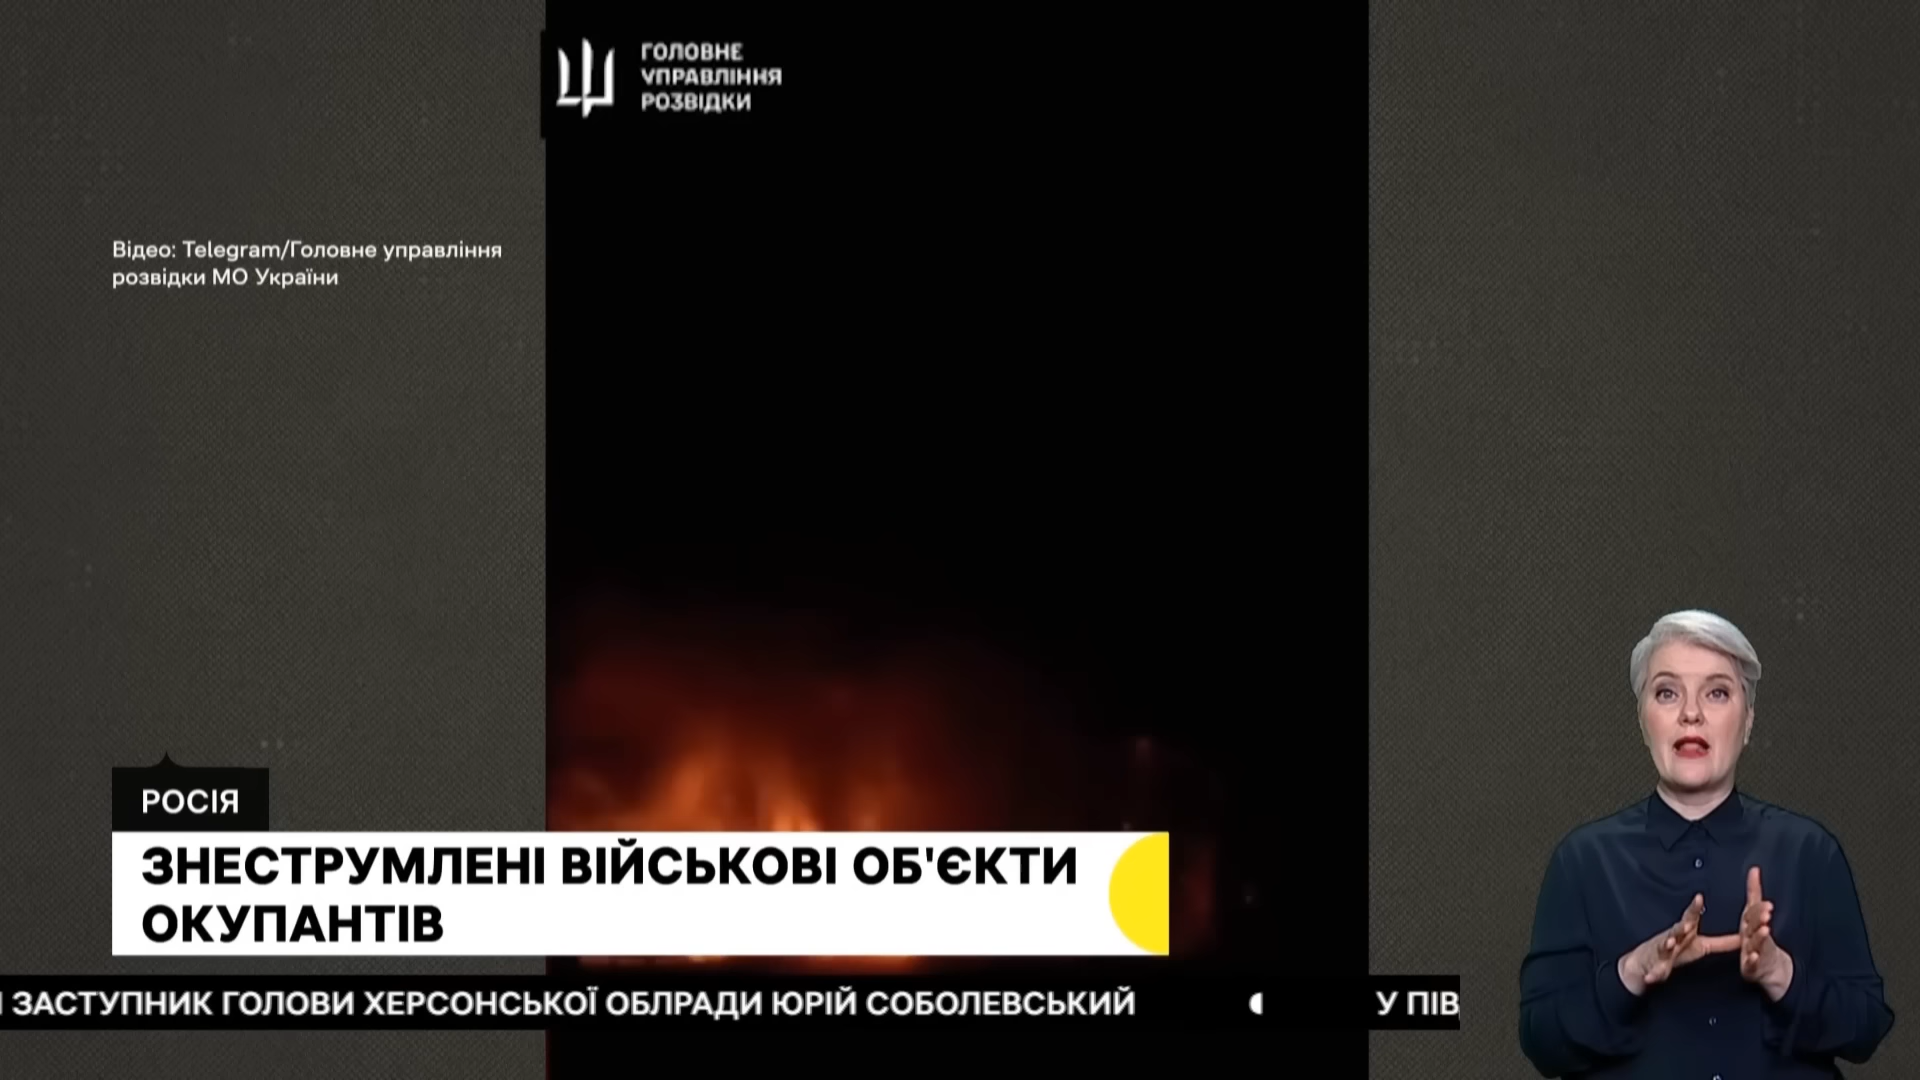 ГОЛОВНЕ
УПРАВЛІННЯ
РОЗВІДКИ
Відео: Telegram/Головне управління
розвідки МО України
РОСІЯ
ЗНЕСТРУМЛЕНІ ВІЙСЬКОВІ ОБ'ЄКТИ
ОКУПАНТІВ
ЗАСТУПНИК ГОЛОВИ ХЕРСОНСЬКОЇ ОБЛРАДИ ЮРІЙ СОБОЛЕВСЬКИЙ У